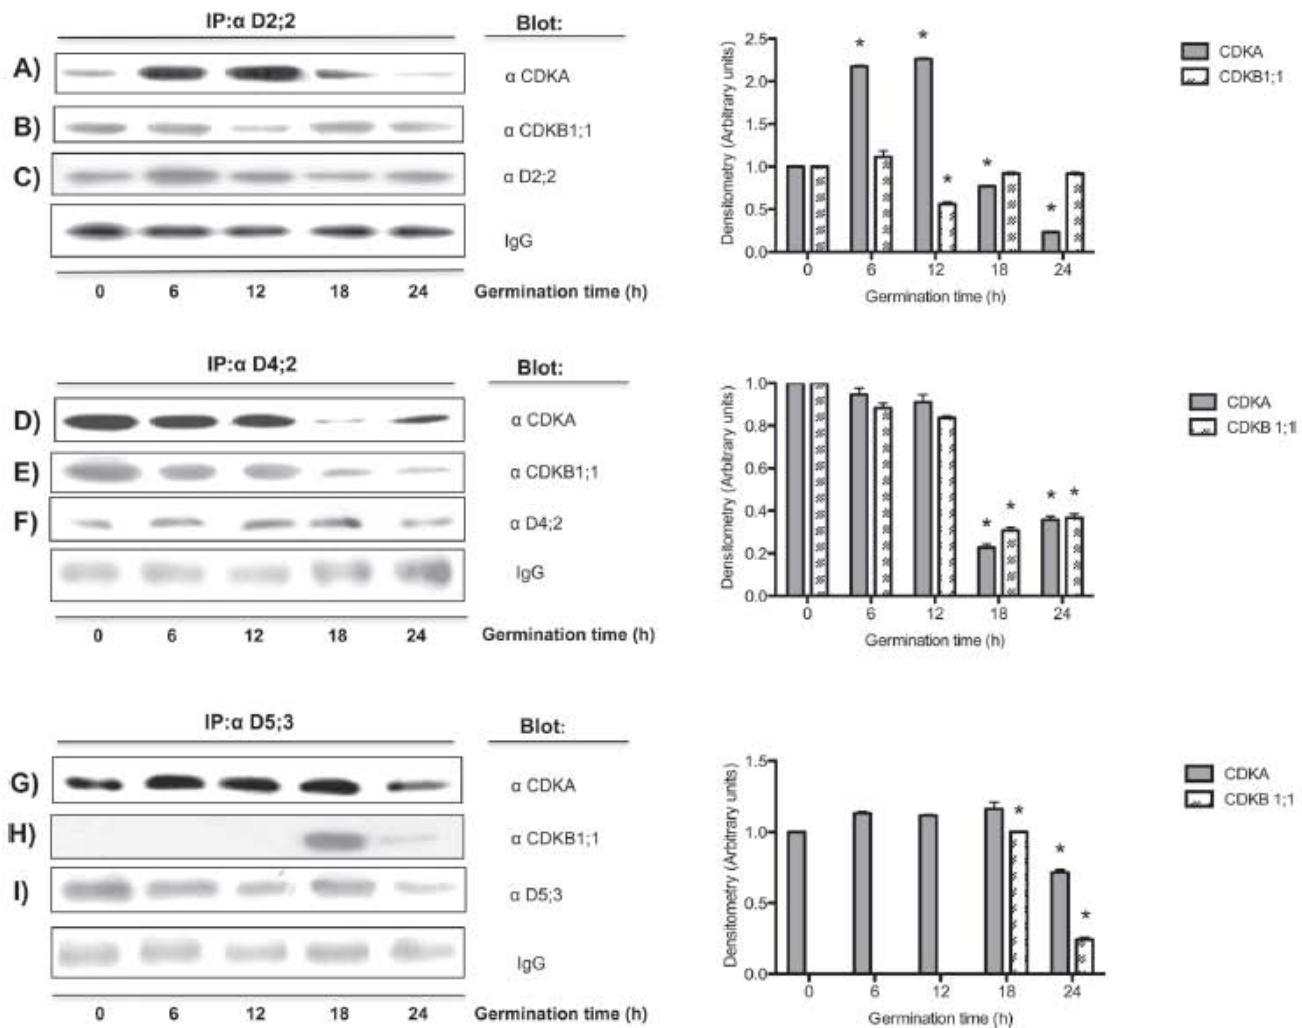 IP:α D2;2 Blot:
A) α CDKA
B) α CDKB1;1
C) α D2;2
IgG
0 6 12 18 24 Germination time (h)
Densitometry (Arbitrary units)
2.5
2.0
1.5
1.0
0.5
0.0
* * * * *
0 6 12 18 24
Germination time (h)
CDKA
CDKB1;1
IP:α D4;2 Blot:
D) α CDKA
E) α CDKB1;1
F) α D4;2
IgG
0 6 12 18 24 Germination time (h)
Densitometry (Arbitrary units)
1.0
0.8
0.6
0.4
0.2
0.0
* * * *
0 6 12 18 24
Germination time (h)
CDKA
CDKB 1;1
IP:α D5;3 Blot:
G) α CDKA
H) α CDKB1;1
I) α D5;3
IgG
0 6 12 18 24 Germination time (h)
Densitometry (Arbitrary units)
1.5
1.0
0.5
0.0
* * *
0 6 12 18 24
Germination time (h)
CDKA
CDKB 1;1